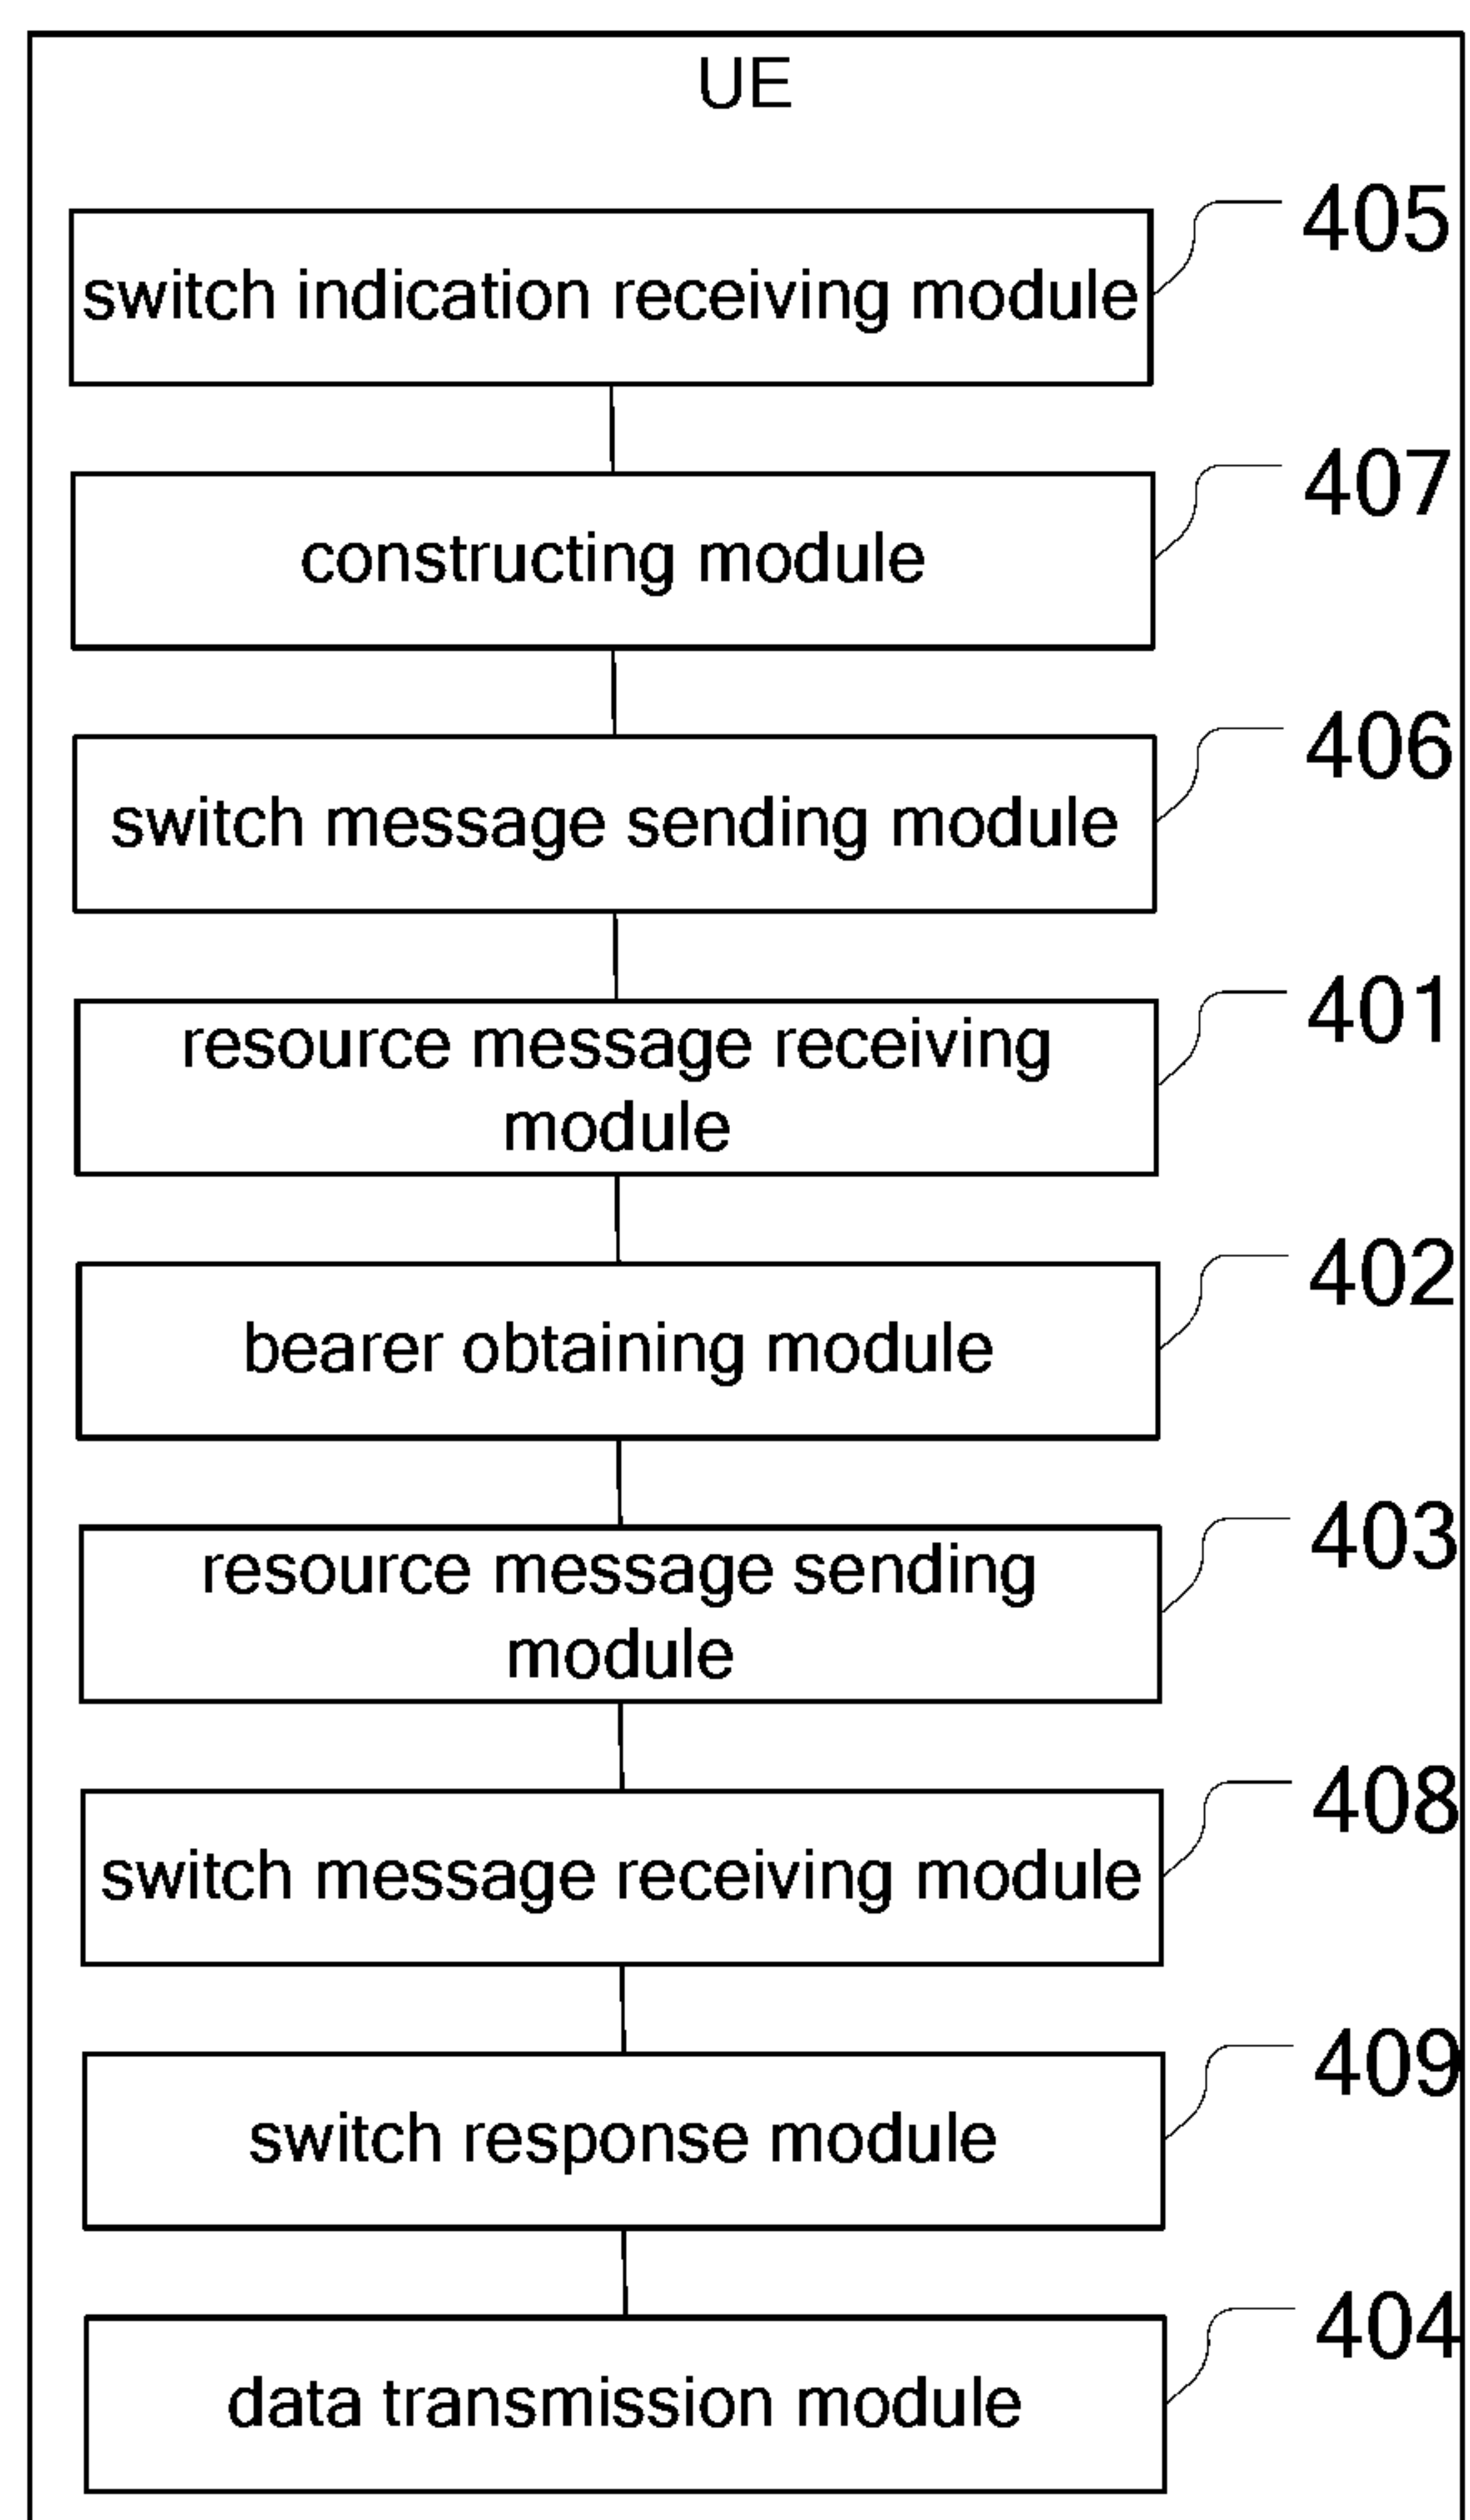 UE
405
switch indication receiving module
407
constructing module
406
switch message sending module
401
resource message receiving
module
402
bearer obtaining module
403
resource message sending
module
408
switch message receiving module
409
switch response module
404
data transmission module